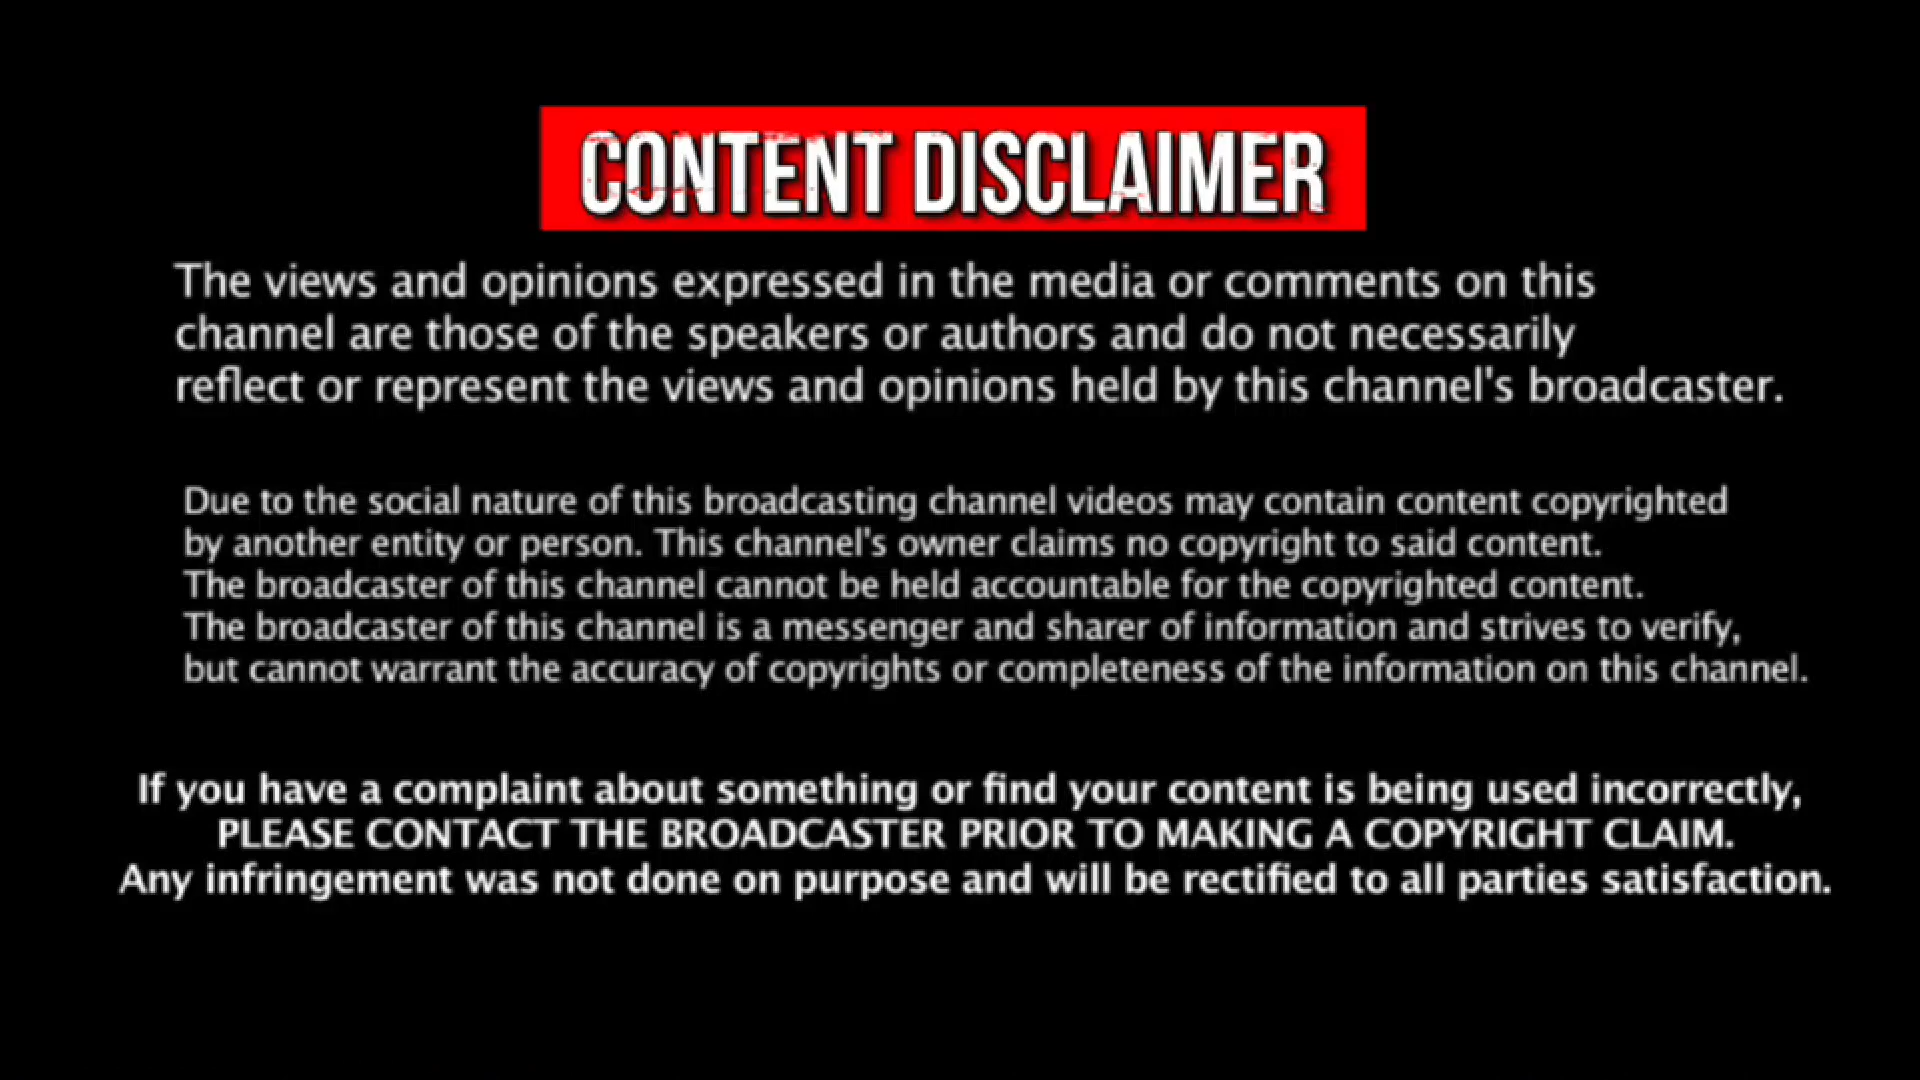 CONTENT DISCLAIMER
The views and opinions expressed in the media or comments on this
channel are those of the speakers or authors and do not necessarily
reflect or represent the views and opinions held by this channel's broadcaster.
Due to the social nature of this broadcasting channel videos may contain content copyrighted
by another entity or person. This channel's owner claims no copyright to said content.
The broadcaster of this channel cannot be held accountable for the copyrighted content.
The broadcaster of this channel is a messenger and sharer of information and strives to verify,
but cannot warrant the accuracy of copyrights or completeness of the information on this channel.
If you have a complaint about something or find your content is being used incorrectly,
PLEASE CONTACT THE BROADCASTER PRIOR TO MAKING A COPYRIGHT CLAIM.
Any infringement was not done on purpose and will be rectified to all parties satisfaction.